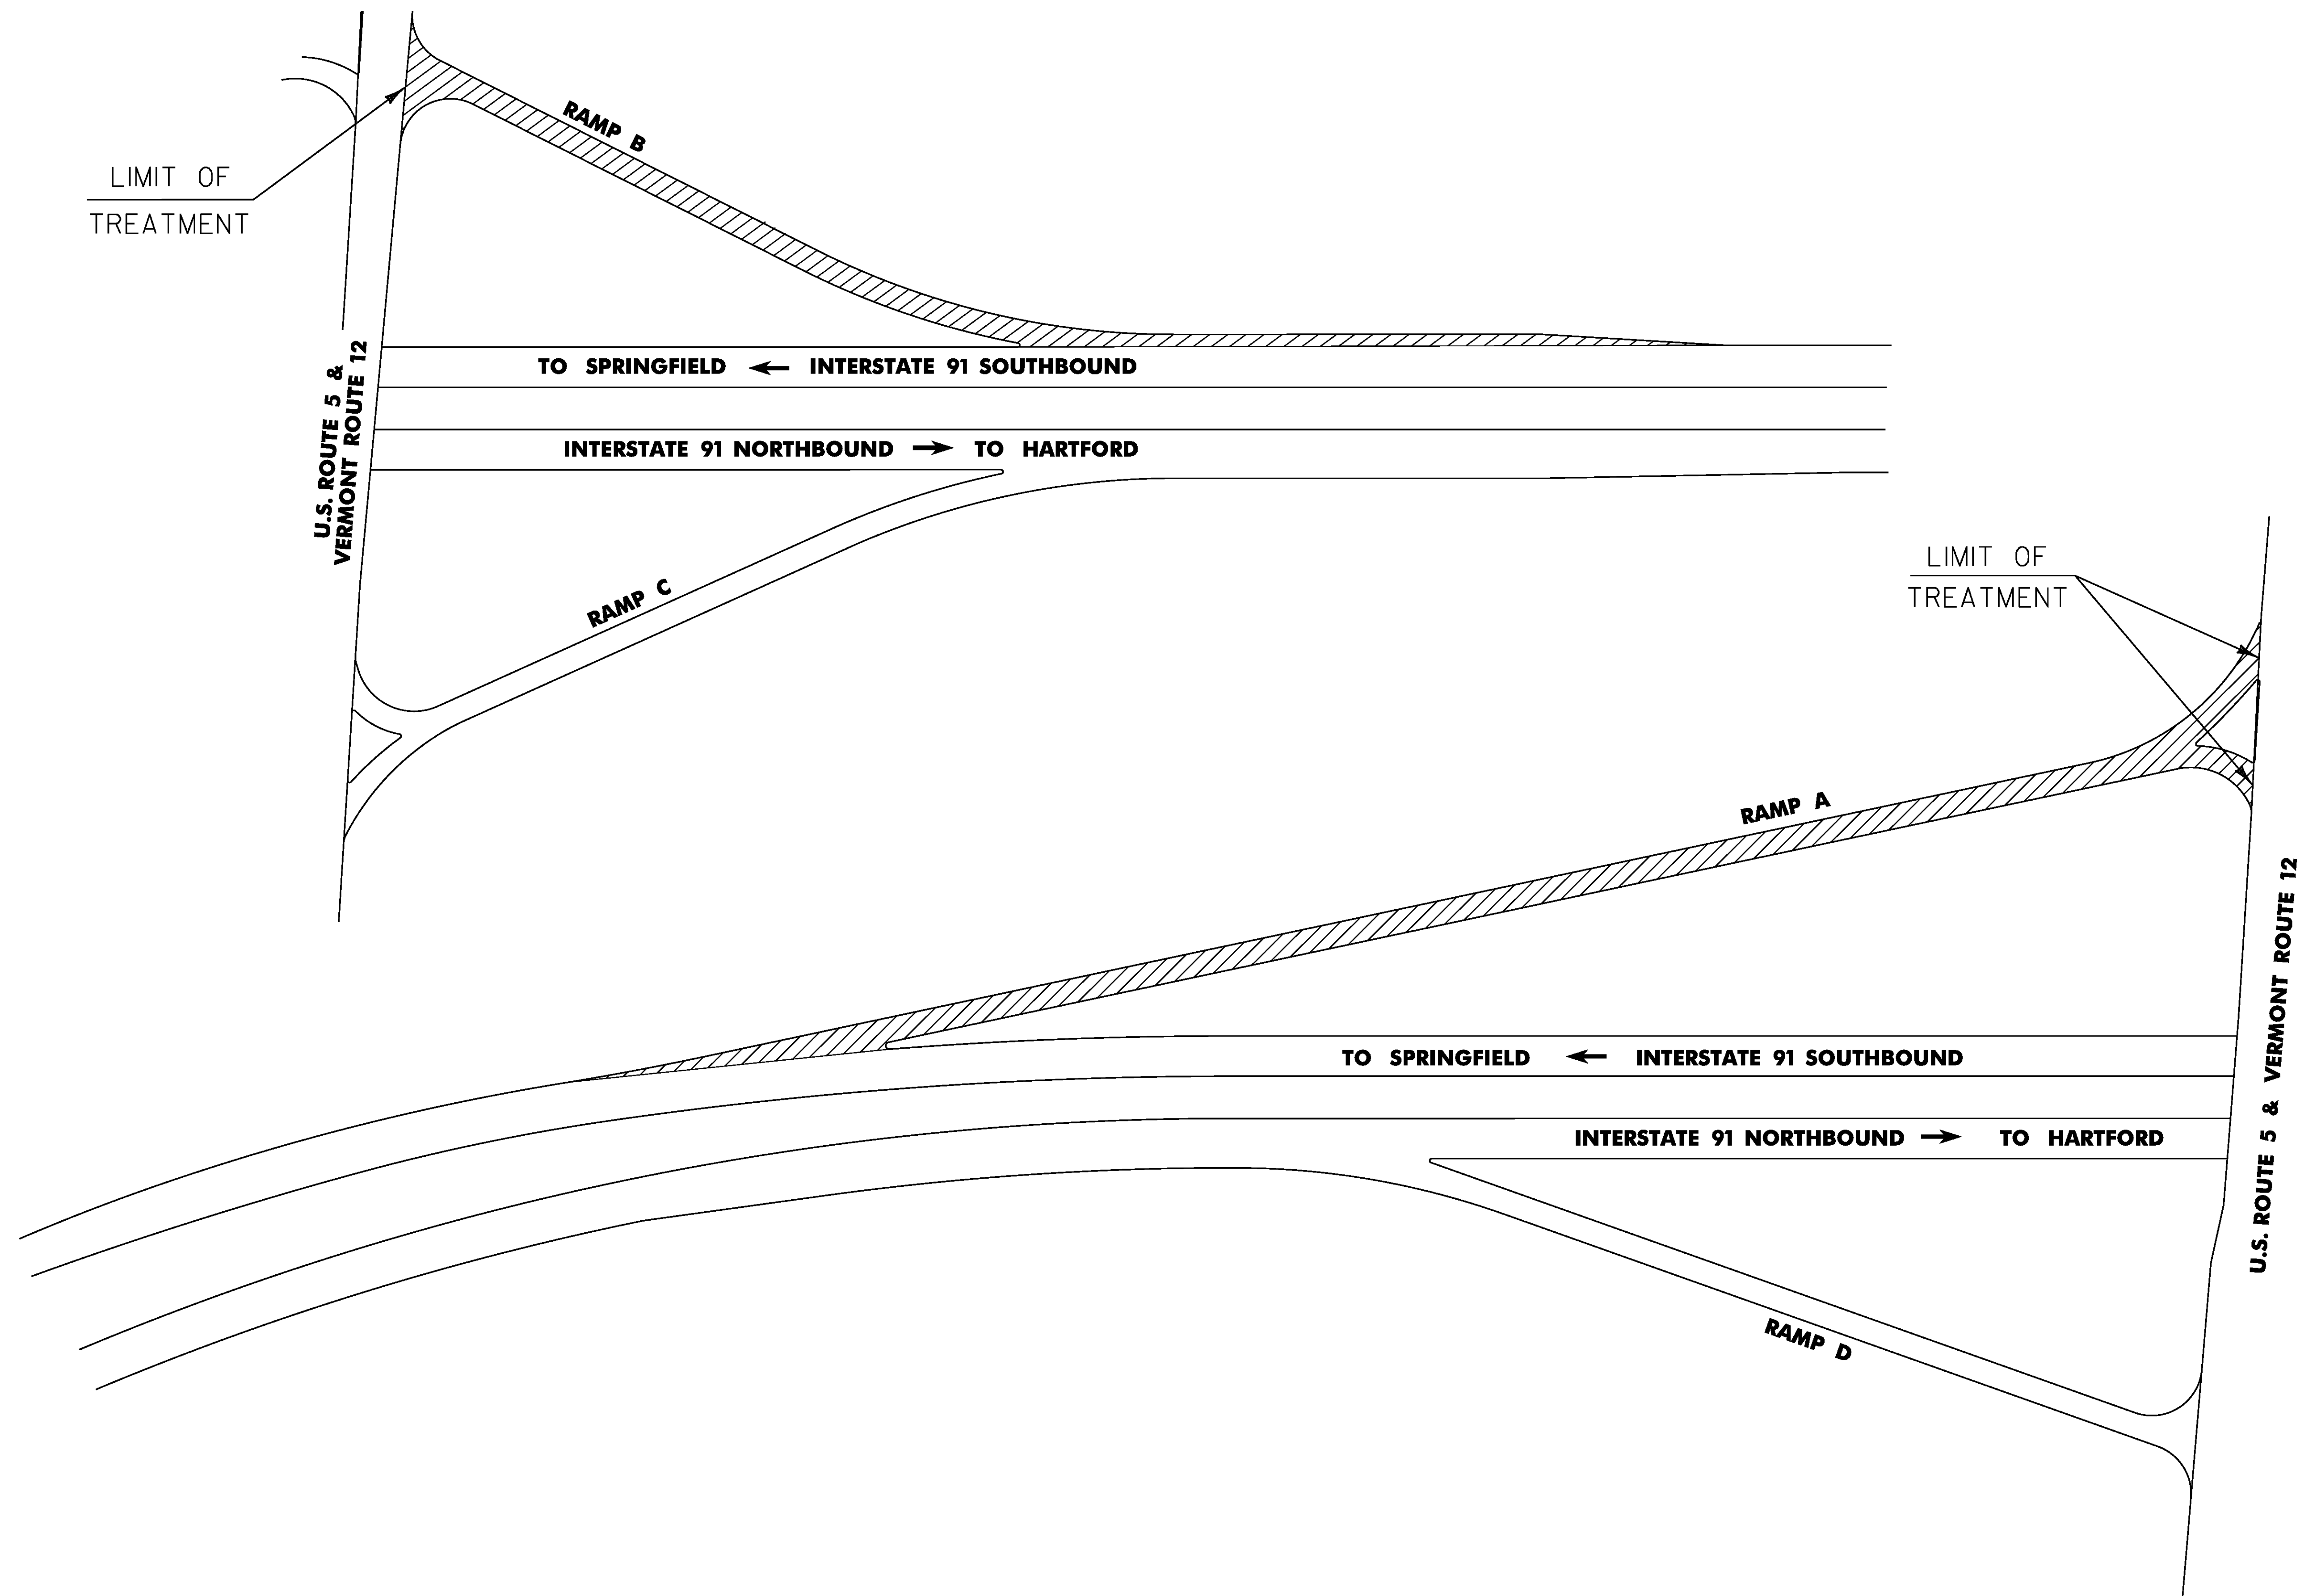 RAMP B
LIMIT OF
TREATMENT
U.S. ROUTE 5 &
VERMONT ROUTE 12
TO SPRINGFIELD ← INTERSTATE 91 SOUTHBOUND
INTERSTATE 91 NORTHBOUND → TO HARTFORD
RAMP C
LIMIT OF
TREATMENT
RAMP A
U.S. ROUTE 5 & VERMONT ROUTE 12
TO SPRINGFIELD ← INTERSTATE 91 SOUTHBOUND
INTERSTATE 91 NORTHBOUND → TO HARTFORD
RAMP D